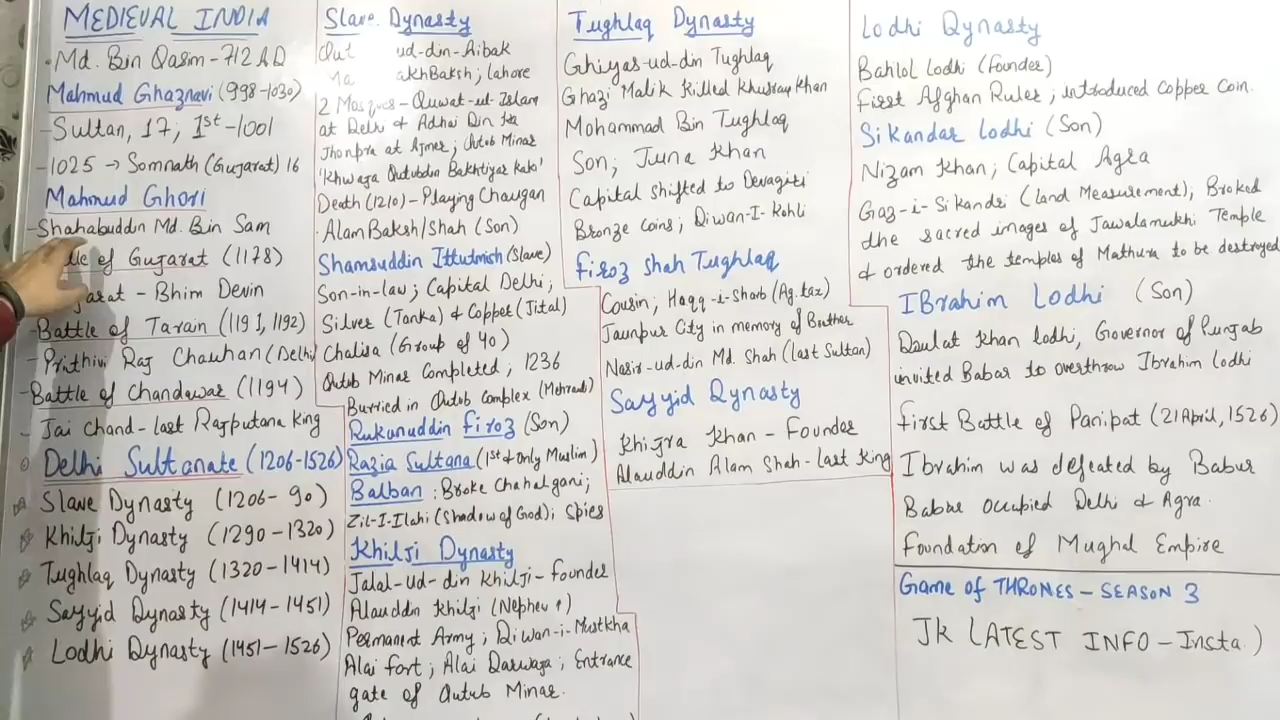 MEDIEVAL INDIA
Md. Bin Qasim - 712 AD
Mahmud Ghaznavi (998-1030)
- Sultan, 17; 1st - 1001
- 1025 → Somnath (Gujarat) 16
Mahmud Ghori
- Shahabuddin Md. Bin Sam
of Gujarat (1178)
- Bhim Devin
- Battle of Tarain (1191, 1192)
- Prithivi Raj Chauhan (Delhi)
- Battle of Chandawar (1194)
- Jai Chand - last Rajputana King
Delhi Sultanate (1206-1526)
Slave Dynasty (1206-90)
Khilji Dynasty (1290-1320)
Tughlaq Dynasty (1320-1414)
Sayyid Dynasty (1414-1451)
Lodhi Dynasty (1451-1526)
Slave Dynasty
Qut ud-din-Aibak
akhBaksh; lahore
2 Mosques - Quwat-ul-Islam
at Delhi & Adhai Din Ka
Jhonpra at Ajmer; Qutub Minar
'Khwaja Qutubdin Bakhtiyar Kaki'
Death (1210) - Playing Chaugan
AlamBaksh/Shah (Son)
Shamsuddin Iltutmish (Slave)
Son-in-law; Capital Delhi;
Silver (Tanka) & Copper (Jital)
Chalisa (Group of 40)
Qutub Minar Completed, 1236
Burried in Qutub Complex (Mehrauli)
Rukanuddin Firoz (Son)
Razia Sultana (1st & Only Muslim)
Balban: Broke Chahalgani;
Zil-I-Ilahi (Shadow of God); Spies
Khilji Dynasty
Jalal-ud-din Khilji - Founder
Alauddin Khilji (Nephew)
Permanent Army; Diwan-i-Mustkha
Alai Fort; Alai Darwaza; Entrance
gate of Qutub Minar.
Tughlaq Dynasty
Ghiyas-ud-din Tughlaq
Ghazi Malik Killed Khusray Khan
Mohammad Bin Tughlaq
Son; Juna Khan
Capital Shifted to Devagiri
Bronze Coins; Diwan-I-Kohli
Firoz Shah Tughlaq
Cousin; Haqq-i-Sharb (Ag. tax)
Jaunpur City in memory of Brother
Nasir-ud-din Md. Shah (last Sultan)
Sayyid Dynasty
Khizra Khan - Founder
Alauddin Alam Shah - Last King
Lodhi Dynasty
Bahlol Lodhi (Founder)
First Afghan Ruler; introduced Copper Coin.
Sikandar Lodhi (Son)
Nizam Khan; Capital Agra
Gaz-i-Sikandri (Land Measurement); Broked
the sacred images of Jawalamukhi Temple
& ordered the temples of Mathura to be destroyed
IBrahim Lodhi (Son)
Daulat Khan lodhi, Governor of Punjab
invited Babar to overthrow Ibrahim Lodhi
First Battle of Panipat (21 April, 1526)
Ibrahim was defeated by Babur
Babar Occupied Delhi & Agra.
Foundation of Mughal Empire
Game of THRONES - SEASON 3
JK LATEST INFO - Insta.)